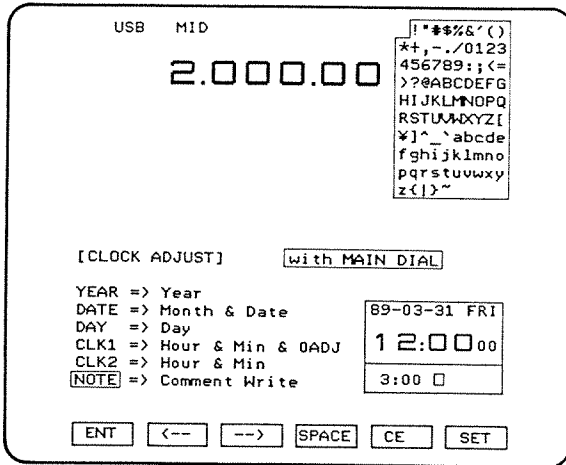 USB MID
2.000.00
!"#$%&´()
*+,-./0123
456789:;<=
>?@ABCDEFG
HIJKLMNOPQ
RSTUVWXYZ[
¥]^_`abcde
fghijklmno
pqrstuvwxy
z{|}~
[CLOCK ADJUST] with MAIN DIAL
YEAR => Year
DATE => Month & Date
DAY => Day
CLK1 => Hour & Min & 0ADJ
CLK2 => Hour & Min
NOTE => Comment Write
89-03-31 FRI
12:00 00
3:00
ENT <-- --> SPACE CE SET